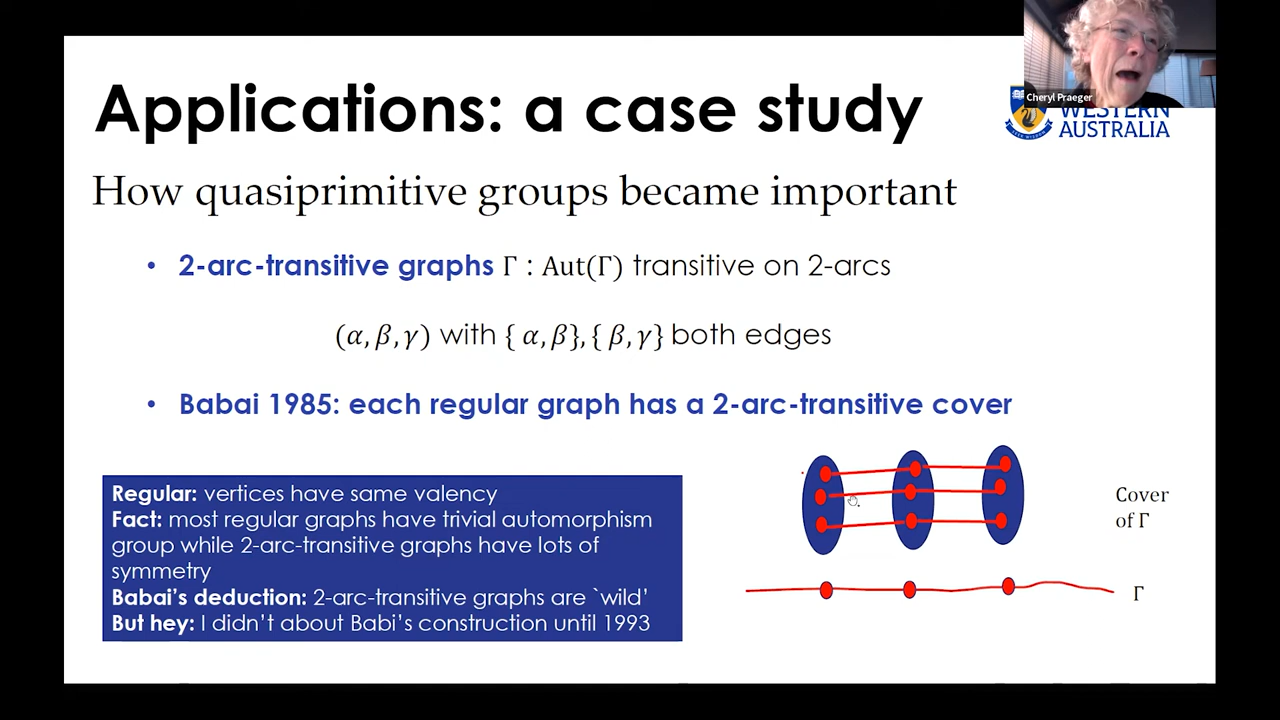 Applications: a case study
Cheryl Praeger
WESTERN
AUSTRALIA
How quasiprimitive groups became important
• 2-arc-transitive graphs Γ : Aut(Γ) transitive on 2-arcs
(α, β, γ) with { α, β}, { β, γ} both edges
• Babai 1985: each regular graph has a 2-arc-transitive cover
Regular: vertices have same valency
Fact: most regular graphs have trivial automorphism
group while 2-arc-transitive graphs have lots of
symmetry
Babai's deduction: 2-arc-transitive graphs are `wild'
But hey: I didn't about Babi's construction until 1993
Cover
of Γ
Γ